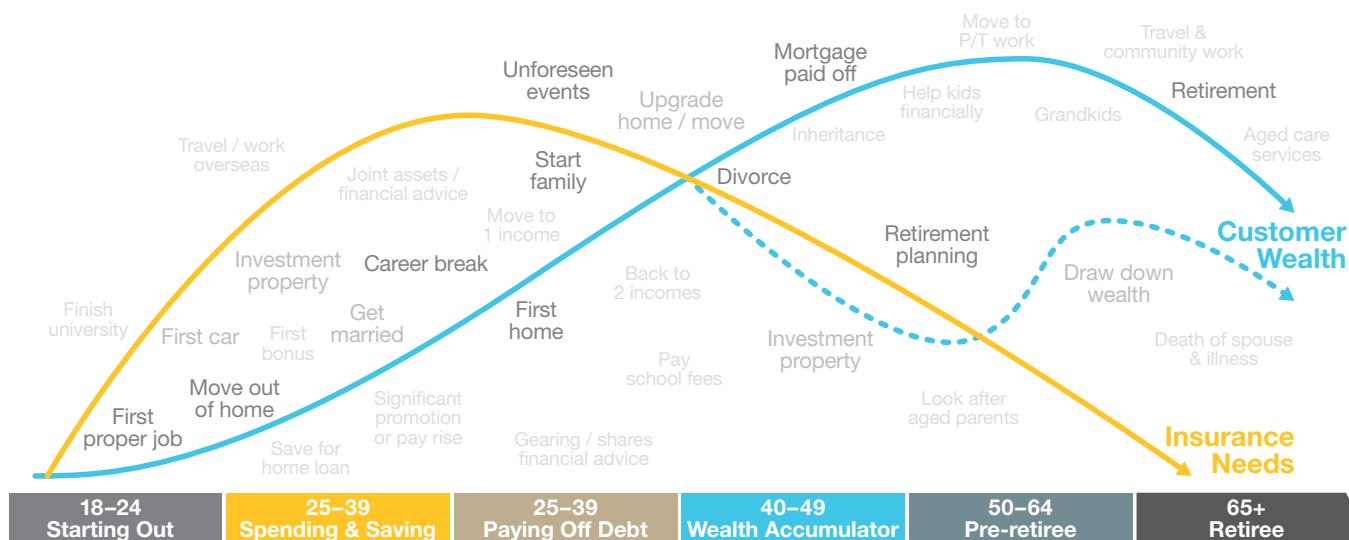 Move to
P/T work
Travel &
community work
Mortgage
paid off
Unforeseen
events
Upgrade
home / move
Help kids
financially
Retirement
Inheritance
Grandkids
Aged care
services
Travel / work
overseas
Joint assets /
financial advice
Start
family
Divorce
Move to
1 income
Customer
Wealth
Retirement
planning
Investment
property
Career break
Back to
2 incomes
Draw down
wealth
Finish
university
First car
First
bonus
Get
married
First
home
Investment
property
Death of spouse
& illness
Pay
school fees
Move out
of home
First
proper job
Significant
promotion
or pay rise
Look after
aged parents
Save for
home loan
Gearing / shares
financial advice
Insurance
Needs
18–24
Starting Out
25–39
Spending & Saving
25–39
Paying Off Debt
40–49
Wealth Accumulator
50–64
Pre-retiree
65+
Retiree